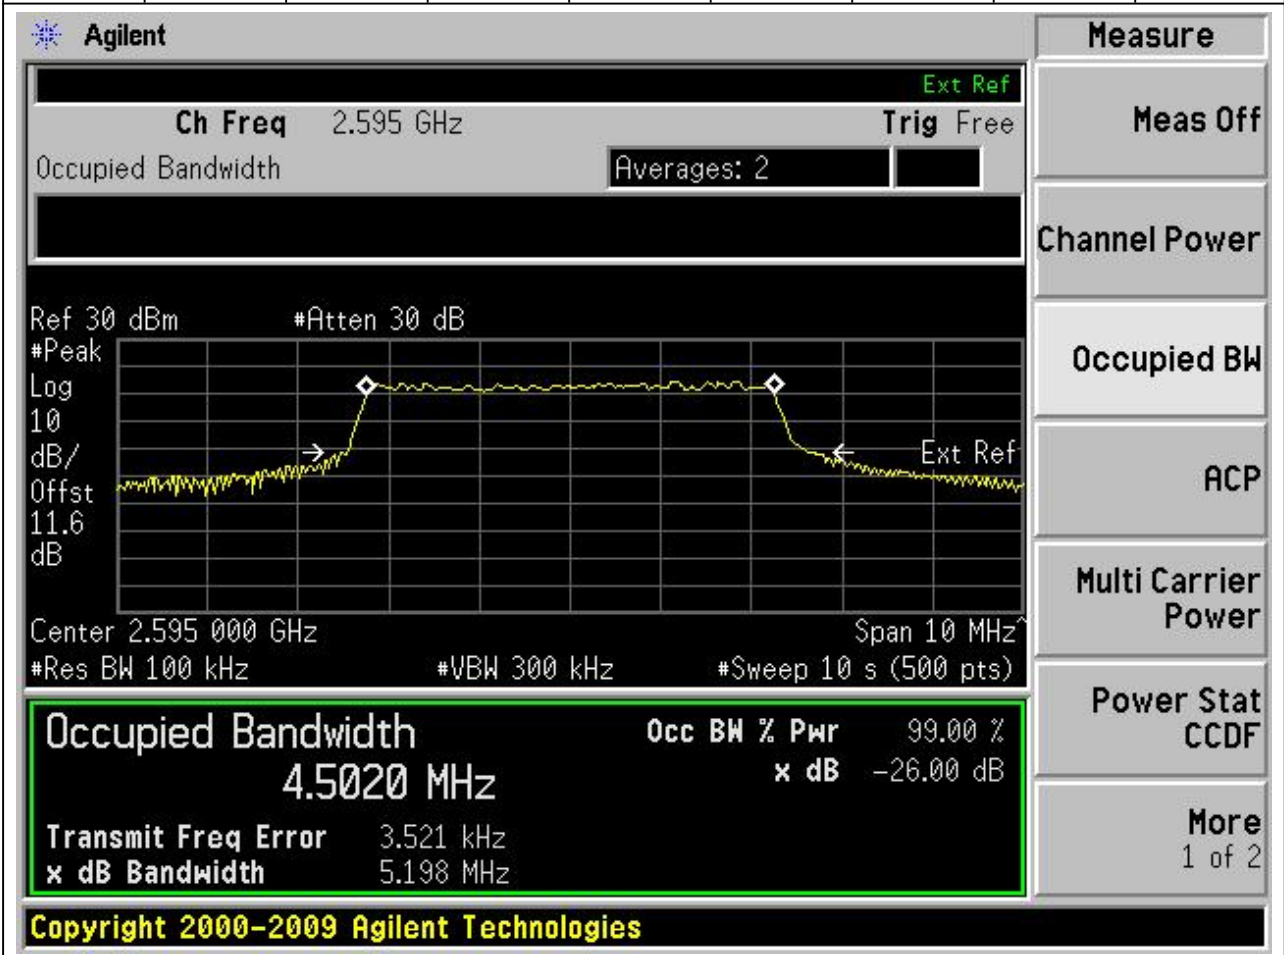 Agilent
Measure
Ext Ref
Ch Freq 2.595 GHz Trig Free
Meas Off
Occupied Bandwidth Averages: 2
Channel Power
Ref 30 dBm #Atten 30 dB
#Peak
Log
10
dB/
Offst
11.6
dB
Ext Ref
Occupied BW
ACP
Center 2.595 000 GHz Span 10 MHz^
#Res BW 100 kHz #VBW 300 kHz #Sweep 10 s (500 pts)
Multi Carrier
Power
Occupied Bandwidth Occ BW % Pwr 99.00 %
4.5020 MHz x dB -26.00 dB
Power Stat
CCDF
Transmit Freq Error 3.521 kHz
x dB Bandwidth 5.198 MHz
More
1 of 2
Copyright 2000-2009 Agilent Technologies